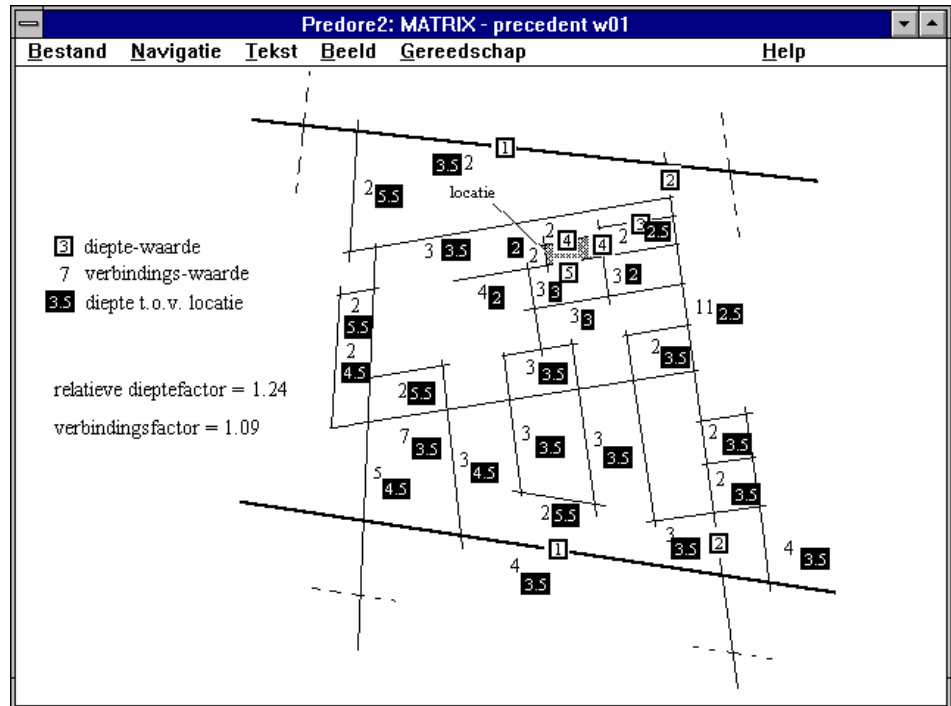 Predore2: MATRIX - precedent w01
Bestand Navigatie Tekst Beeld Gereedschap Help
1
3.5 2
2
2 5.5
locatie
3
2 4 4 2 2.5
3 3.5 2 2
5 3 2
3 diepte-waarde
7 verbindings-waarde
3.5 diepte t.o.v. locatie
4 2 3 3
11 2.5
2
5.5
3 3
2
4.5
2 3.5
3 3.5
relatieve dieptefactor = 1.24
2 5.5
verbindingsfactor = 1.09
7 3.5
3 3.5
3 3.5
2 3.5
5 4.5
3 4.5
2 3.5
2 5.5
1
3 3.5
2
4 3.5
4 3.5